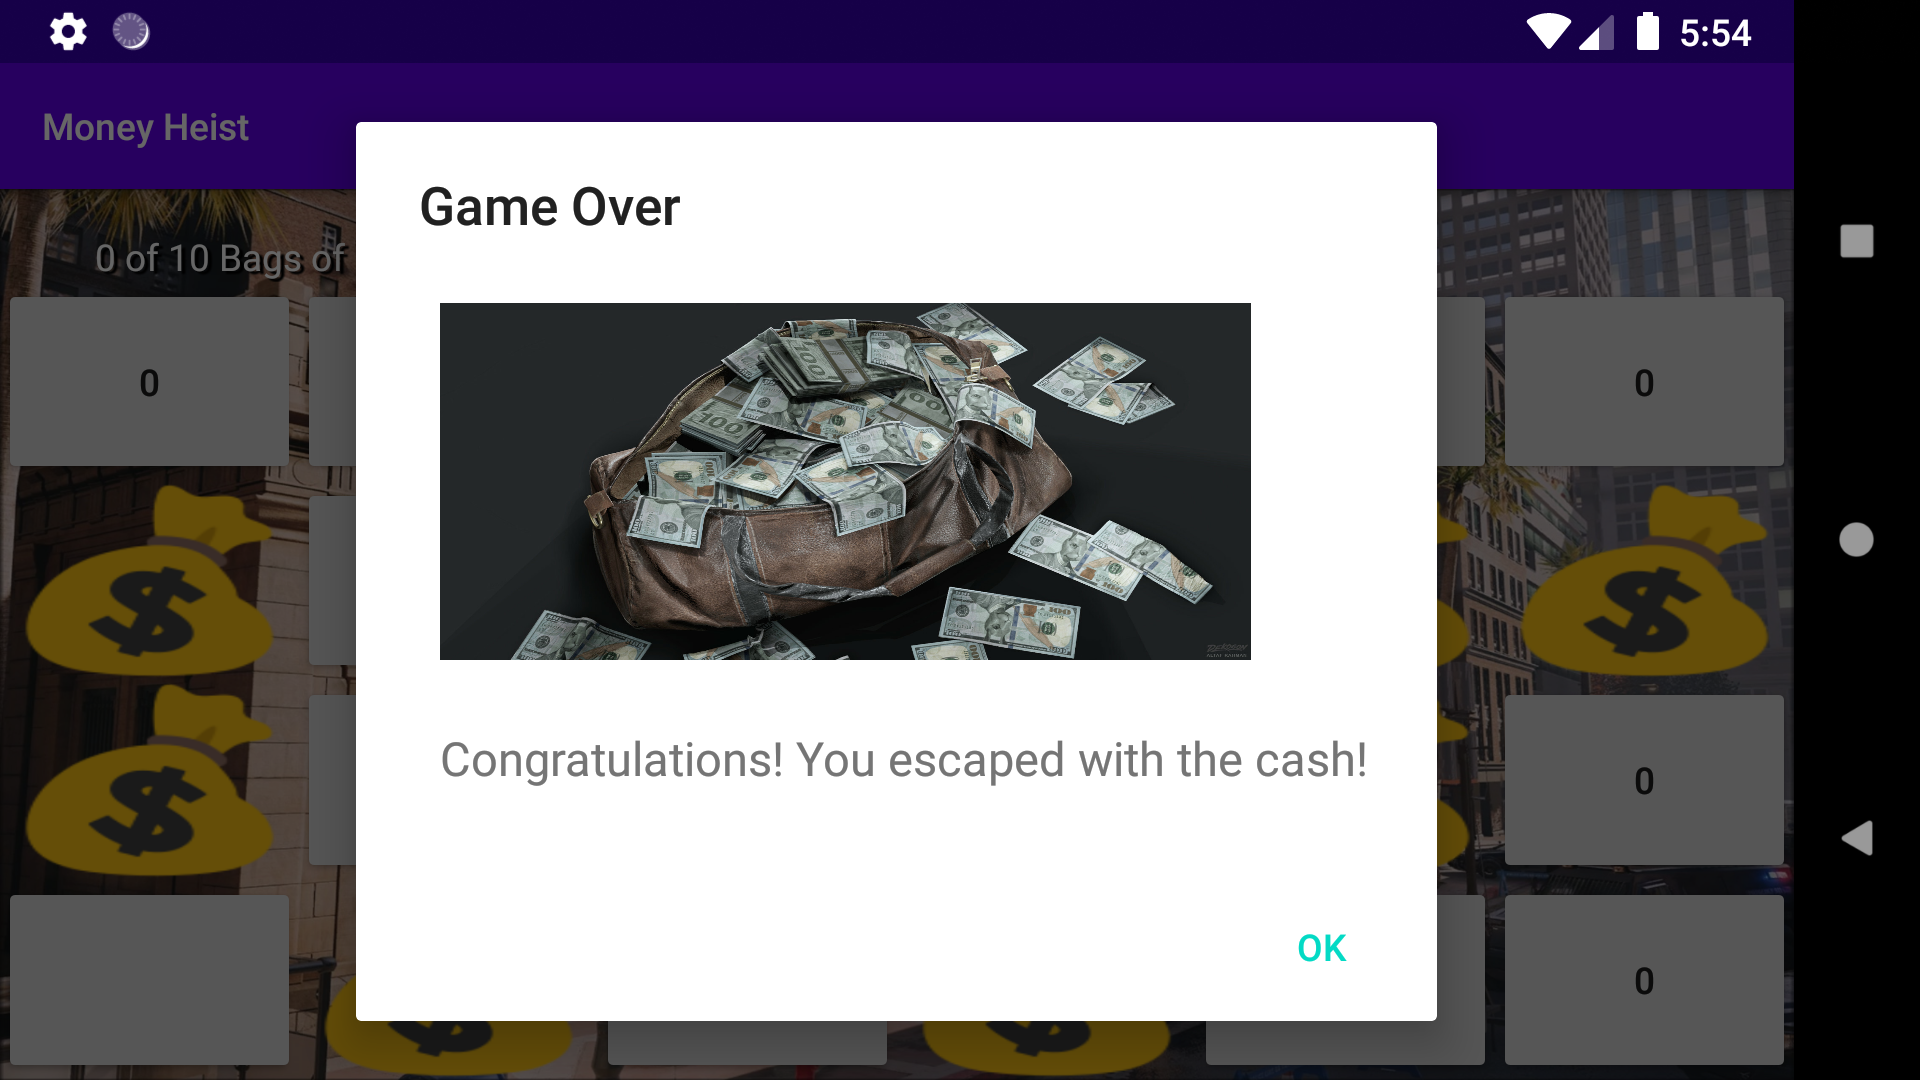 5:54
Money Heist
Game Over
0 of 10 Bags of
0
0
Congratulations! You escaped with the cash!
0
OK
0